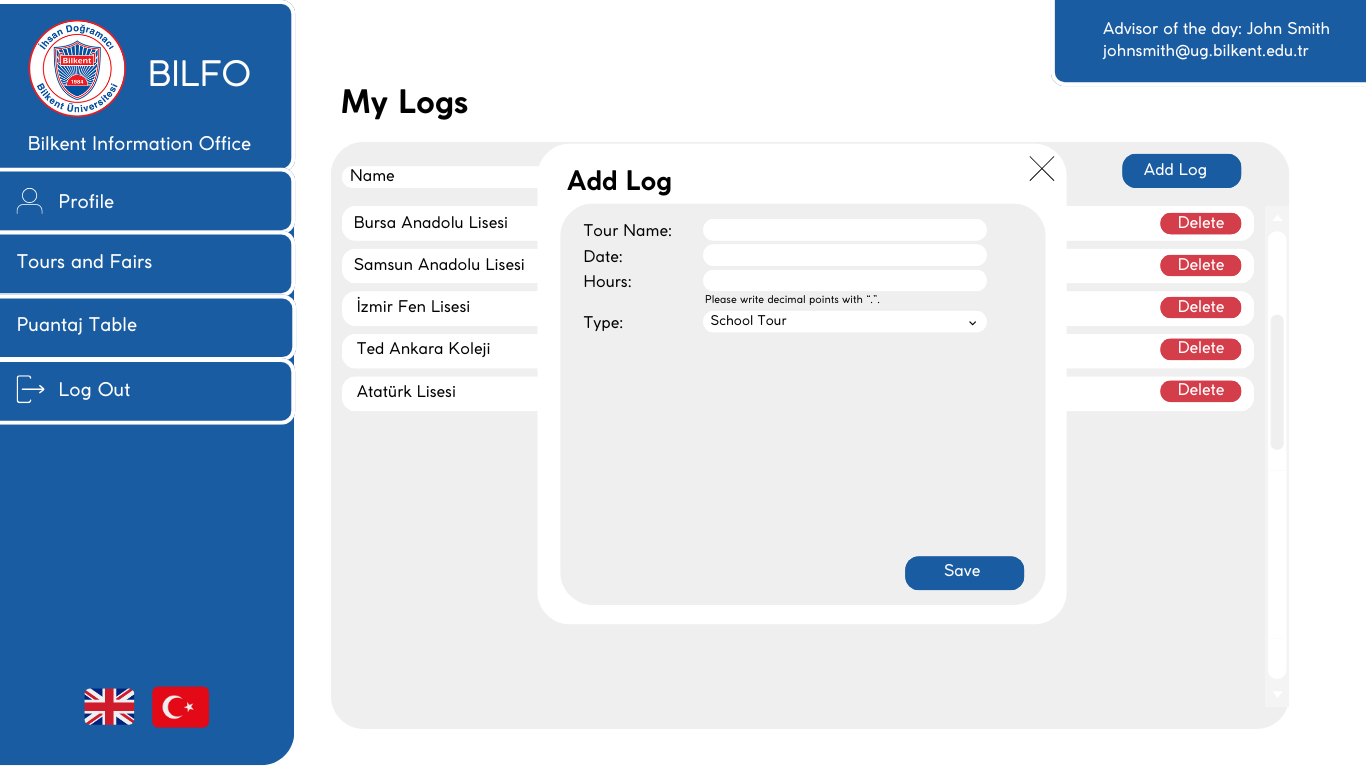 İhsan Doğramacı
Bilkent
1984
Bilkent Üniversitesi
BILFO
Bilkent Information Office
Profile
Tours and Fairs
Puantaj Table
Log Out
Advisor of the day: John Smith
johnsmith@ug.bilkent.edu.tr
My Logs
Add Log
Name
Bursa Anadolu Lisesi
Delete
Samsun Anadolu Lisesi
Delete
İzmir Fen Lisesi
Delete
Ted Ankara Koleji
Delete
Atatürk Lisesi
Delete
Add Log
Tour Name:
Date:
Hours:
Please write decimal points with “.”.
Type:
School Tour
Save